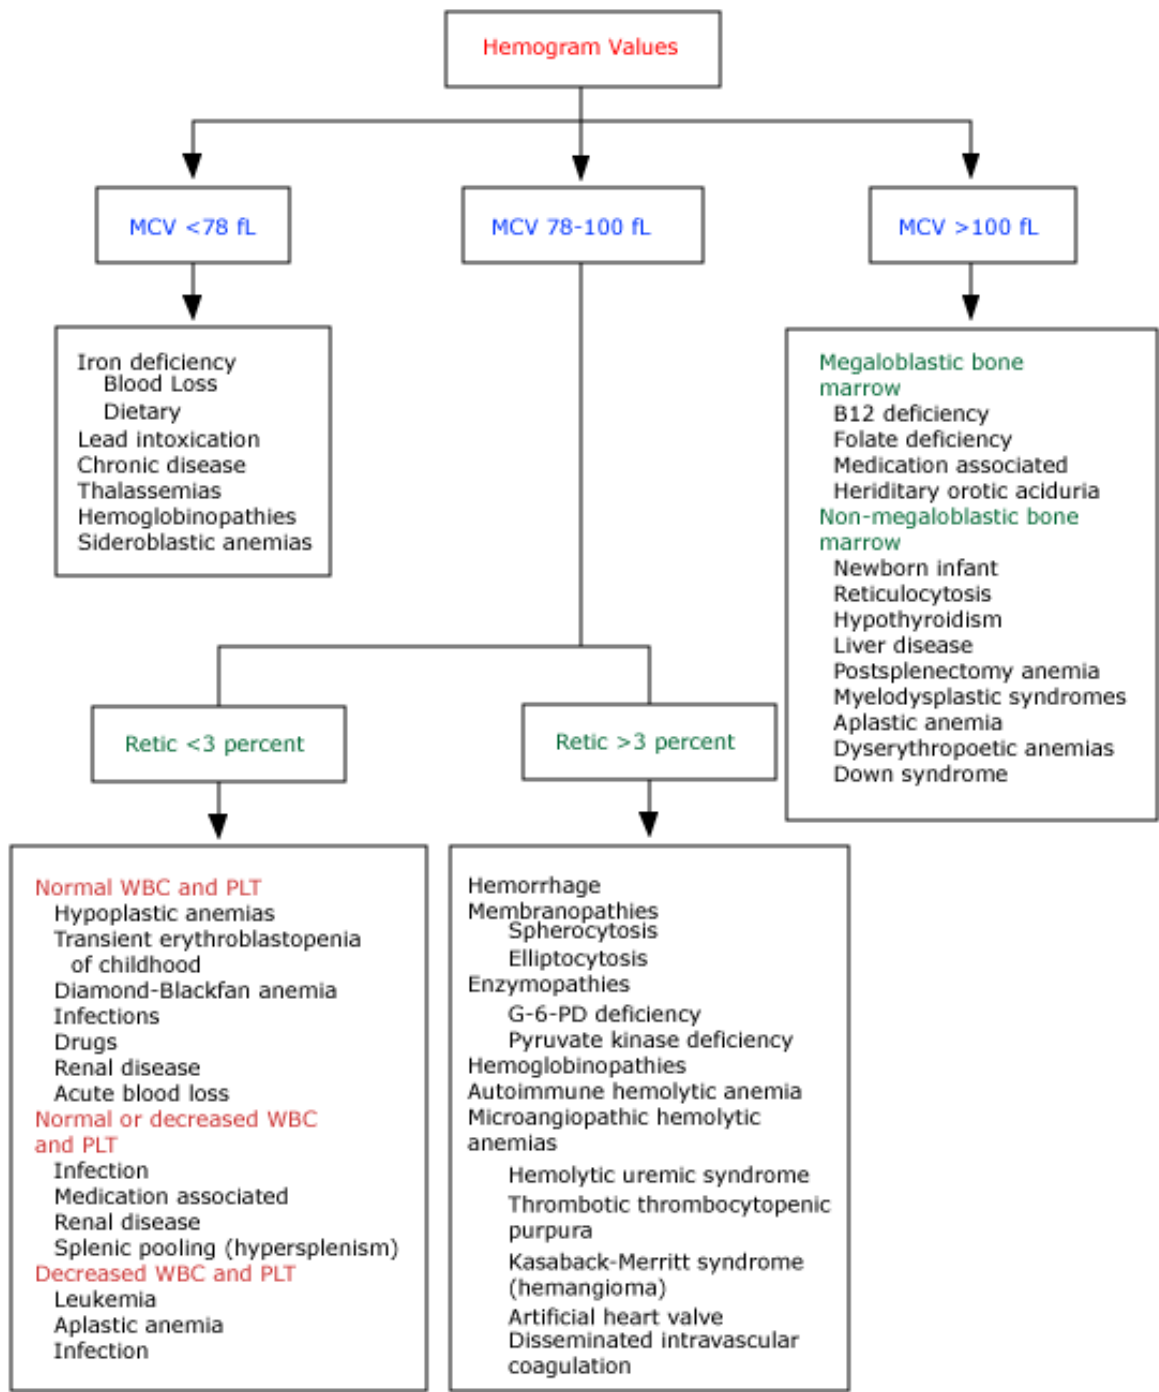 Hemogram Values
MCV <78 fL
MCV 78-100 fL
MCV >100 fL
Iron deficiency
Blood Loss
Dietary
Lead intoxication
Chronic disease
Thalassemias
Hemoglobinopathies
Sideroblastic anemias
Megaloblastic bone
marrow
B12 deficiency
Folate deficiency
Medication associated
Heriditary orotic aciduria
Non-megaloblastic bone
marrow
Newborn infant
Reticulocytosis
Hypothyroidism
Liver disease
Postsplenectomy anemia
Myelodysplastic syndromes
Aplastic anemia
Dyserythropoetic anemias
Down syndrome
Retic <3 percent
Retic >3 percent
Normal WBC and PLT
Hypoplastic anemias
Transient erythroblastopenia
of childhood
Diamond-Blackfan anemia
Infections
Drugs
Renal disease
Acute blood loss
Normal or decreased WBC
and PLT
Infection
Medication associated
Renal disease
Splenic pooling (hypersplenism)
Decreased WBC and PLT
Leukemia
Aplastic anemia
Infection
Hemorrhage
Membranopathies
Spherocytosis
Elliptocytosis
Enzymopathies
G-6-PD deficiency
Pyruvate kinase deficiency
Hemoglobinopathies
Autoimmune hemolytic anemia
Microangiopathic hemolytic
anemias
Hemolytic uremic syndrome
Thrombotic thrombocytopenic
purpura
Kasaback-Merritt syndrome
(hemangioma)
Artificial heart valve
Disseminated intravascular
coagulation